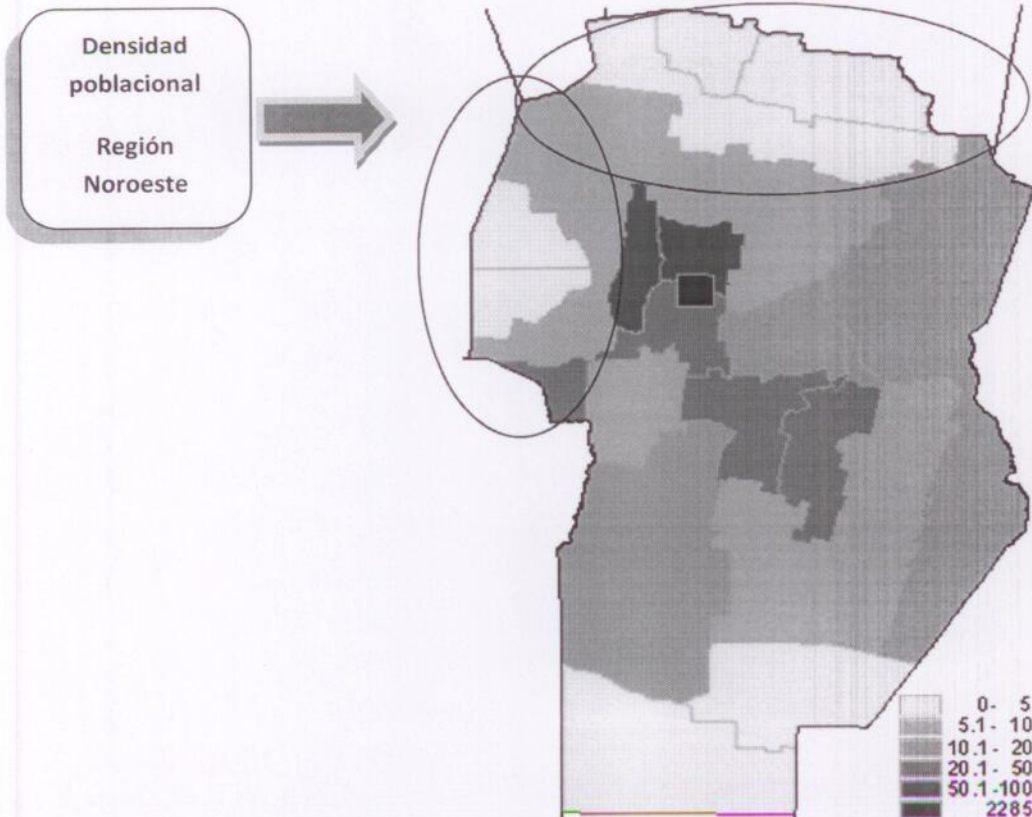 Densidad
poblacional
Región
Noroeste
0- 5
5.1- 10
10.1- 20
20.1- 50
50.1-100
2285